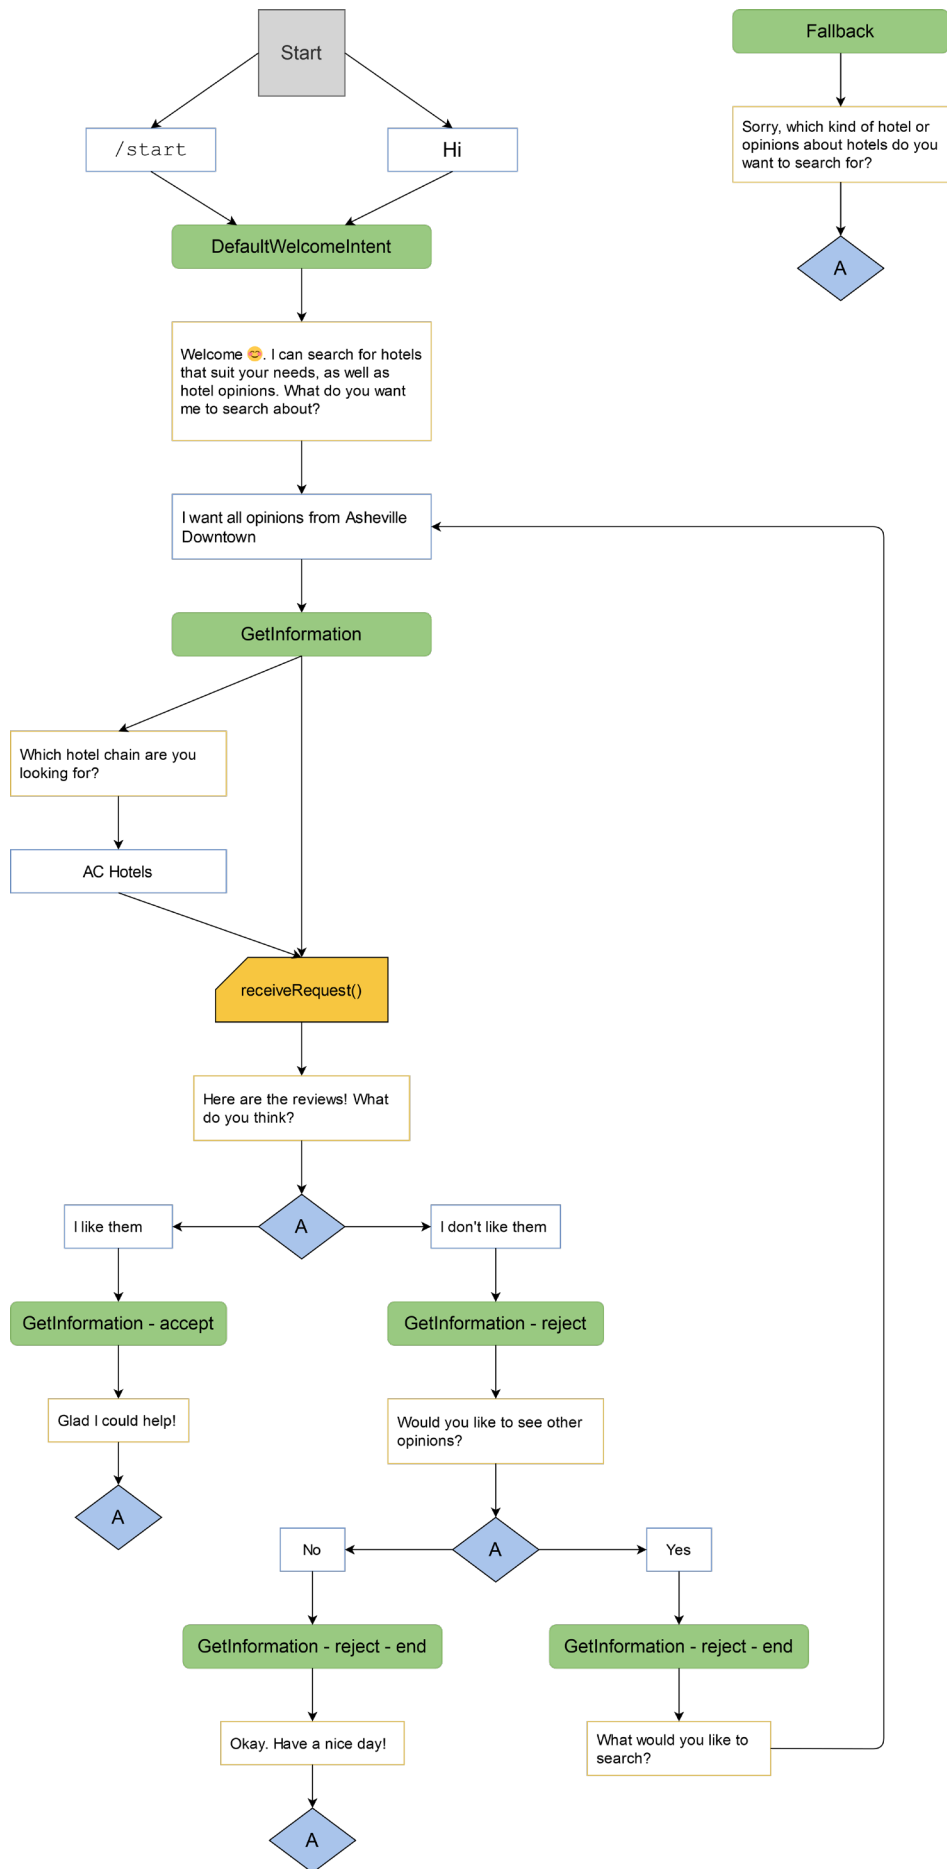 Start
Fallback
/start
Hi
Sorry, which kind of hotel or
opinions about hotels do you
want to search for?
DefaultWelcomeIntent
A
Welcome 😊. I can search for hotels
that suit your needs, as well as
hotel opinions. What do you want
me to search about?
I want all opinions from Asheville
Downtown
GetInformation
Which hotel chain are you
looking for?
AC Hotels
receiveRequest()
Here are the reviews! What
do you think?
I like them
A
I don't like them
GetInformation - accept
GetInformation - reject
Glad I could help!
Would you like to see other
opinions?
A
No
A
Yes
GetInformation - reject - end
GetInformation - reject - end
Okay. Have a nice day!
What would you like to
search?
A